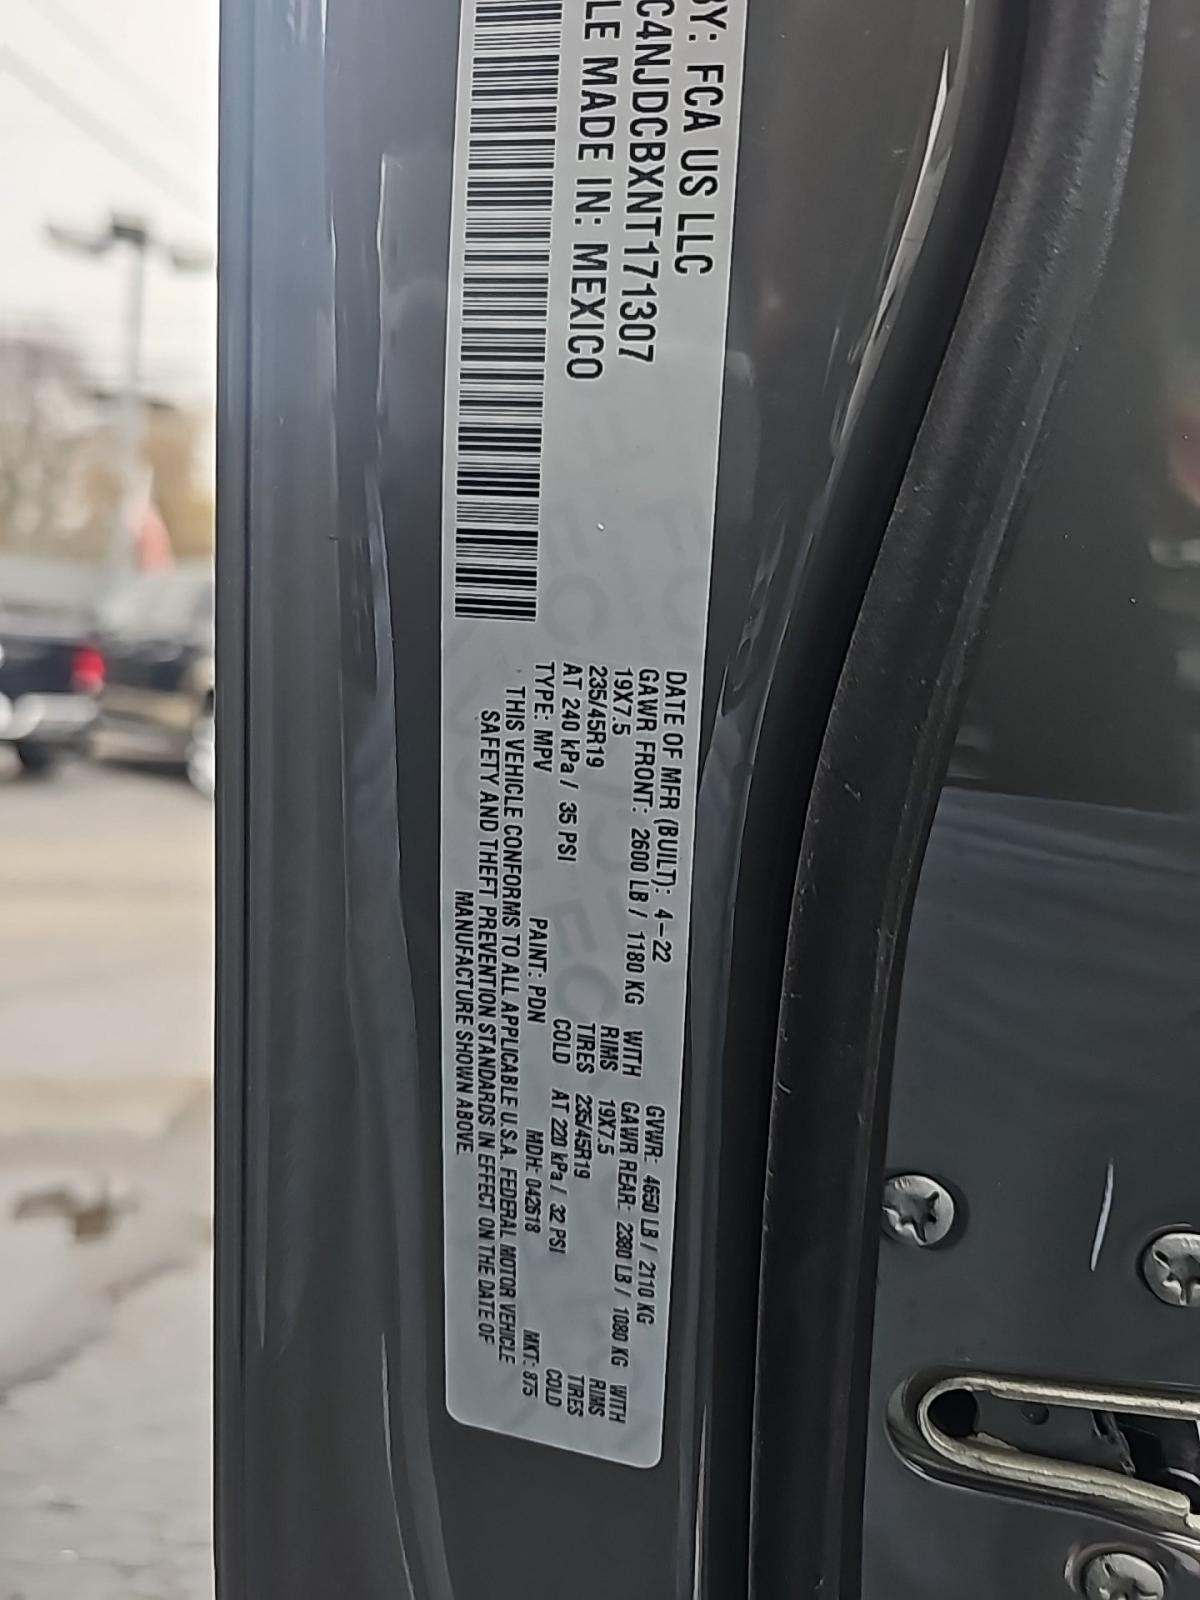 BY: FCA US LLC
C4NJDCBXNT171307
LE MADE IN: MEXICO
DATE OF MFR (BUILT): 4-22 GVWR: 4650 LB / 2110 KG
GAWR FRONT: 2600 LB / 1180 KG WITH GAWR REAR: 2380 LB / 1080 KG WITH
19X7.5 RIMS 19X7.5 RIMS
235/45R19 TIRES 235/45R19 TIRES
AT 240 kPa / 35 PSI COLD AT 220 kPa / 32 PSI COLD
TYPE: MPV PAINT: PDN MDH: 042618 MKT: 875
THIS VEHICLE CONFORMS TO ALL APPLICABLE U.S.A. FEDERAL MOTOR VEHICLE
SAFETY AND THEFT PREVENTION STANDARDS IN EFFECT ON THE DATE OF
MANUFACTURE SHOWN ABOVE.